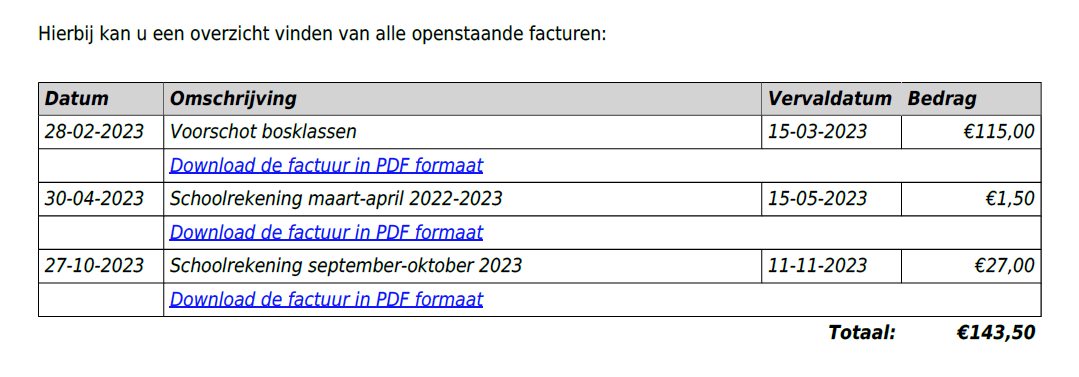 Hierbij kan u een overzicht vinden van alle openstaande facturen:
Datum Omschrijving Vervaldatum Bedrag
28-02-2023 Voorschot bosklassen 15-03-2023 €115,00
Download de factuur in PDF formaat
30-04-2023 Schoolrekening maart-april 2022-2023 15-05-2023 €1,50
Download de factuur in PDF formaat
27-10-2023 Schoolrekening september-oktober 2023 11-11-2023 €27,00
Download de factuur in PDF formaat
Totaal: €143,50